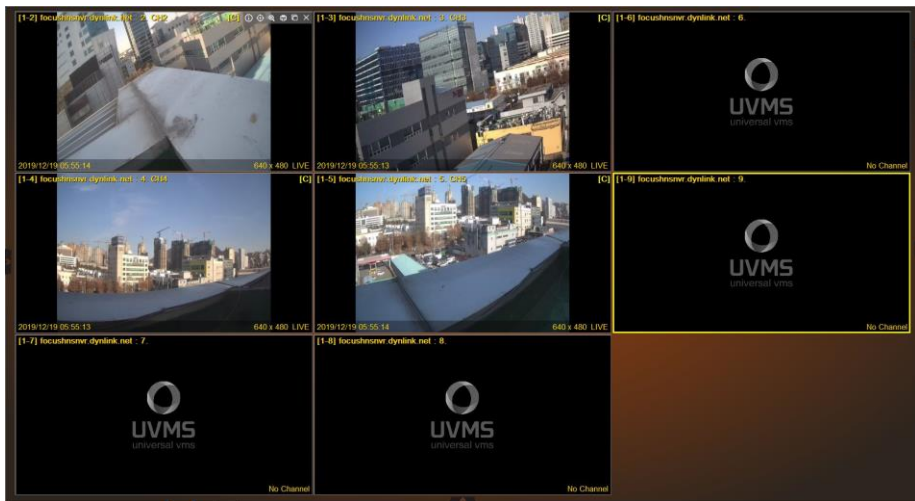 [1-2] focushnsnvr.dynlink.net : 2. CH2 [C]
2019/12/19 05:55:14 640 x 480 LIVE
[1-3] focushnsnvr.dynlink.net : 3. CH3 [C]
2019/12/19 05:55:13 640 x 480 LIVE
[1-6] focushnsnvr.dynlink.net : 6.
UVMS
universal vms
No Channel
[1-4] focushnsnvr.dynlink.net : 4. CH4 [C]
2019/12/19 05:55:13 640 x 480 LIVE
[1-5] focushnsnvr.dynlink.net : 5. CH5 [C]
2019/12/19 05:55:14 640 x 480 LIVE
[1-9] focushnsnvr.dynlink.net : 9.
UVMS
universal vms
No Channel
[1-7] focushnsnvr.dynlink.net : 7.
UVMS
universal vms
No Channel
[1-8] focushnsnvr.dynlink.net : 8.
UVMS
universal vms
No Channel